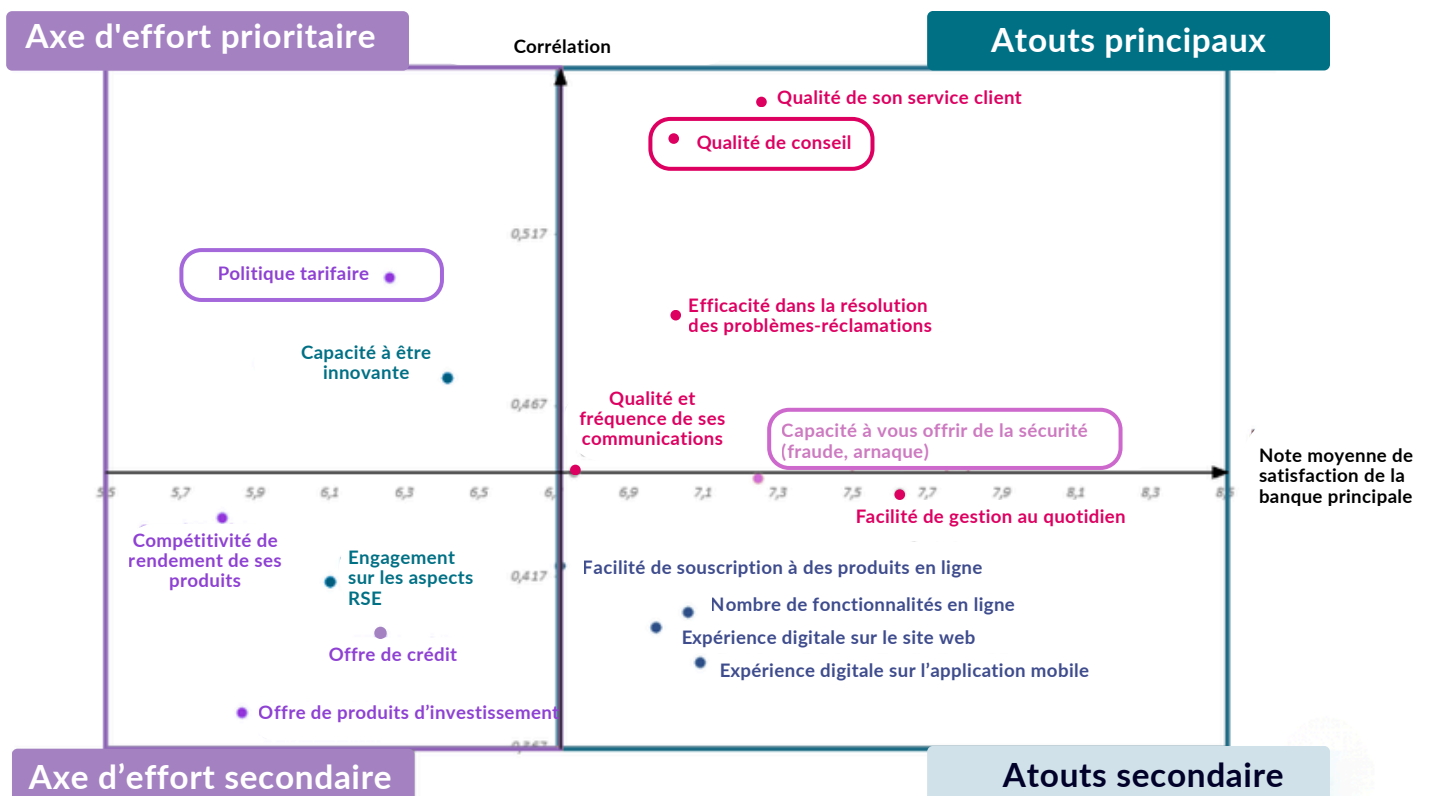 Axe d'effort prioritaire
Corrélation
Atouts principaux
Qualité de son service client
Qualité de conseil
0,517
Politique tarifaire
Efficacité dans la résolution
des problèmes-réclamations
Capacité à être
innovante
Qualité et
fréquence de ses
communications
0,467
Capacité à vous offrir de la sécurité
(fraude, arnaque)
Note moyenne de
satisfaction de la
banque principale
5,5 5,7 5,9 6,1 6,3 6,5 6,9 7,1 7,3 7,5 7,7 7,9 8,1 8,3 8,5
Facilité de gestion au quotidien
Compétitivité de
rendement de ses
produits
Engagement
sur les aspects
RSE
0,417
Facilité de souscription à des produits en ligne
Nombre de fonctionnalités en ligne
Expérience digitale sur le site web
Offre de crédit
Expérience digitale sur l’application mobile
Offre de produits d’investissement
0,367
Axe d’effort secondaire
Atouts secondaire